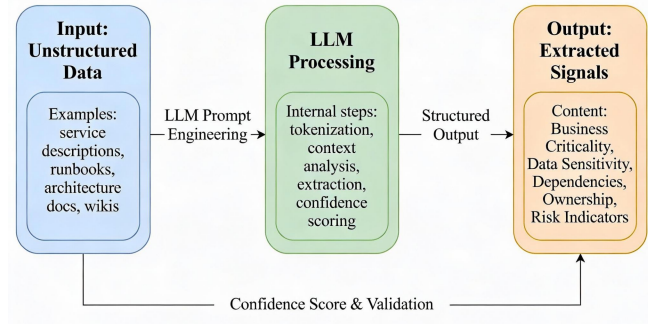 Input:
Unstructured
Data
Examples:
service
descriptions,
runbooks,
architecture
docs, wikis
LLM Prompt
Engineering
LLM
Processing
Internal steps:
tokenization,
context
analysis,
extraction,
confidence
scoring
Structured
Output
Output:
Extracted
Signals
Content:
Business
Criticality,
Data Sensitivity,
Dependencies,
Ownership,
Risk Indicators
Confidence Score & Validation